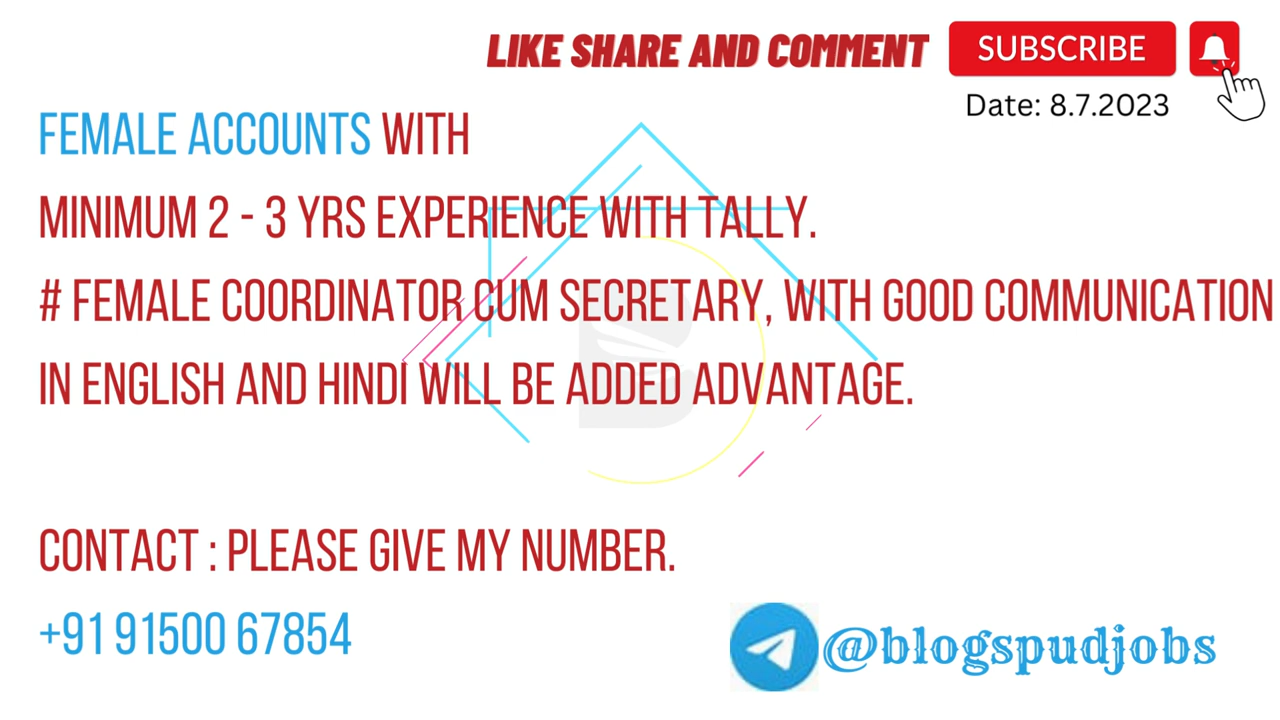 LIKE SHARE AND COMMENT SUBSCRIBE
Date: 8.7.2023
FEMALE ACCOUNTS WITH
MINIMUM 2 - 3 YRS EXPERIENCE WITH TALLY.
# FEMALE COORDINATOR CUM SECRETARY, WITH GOOD COMMUNICATION
IN ENGLISH AND HINDI WILL BE ADDED ADVANTAGE.
CONTACT : PLEASE GIVE MY NUMBER.
+91 91500 67854
@blogspudjobs